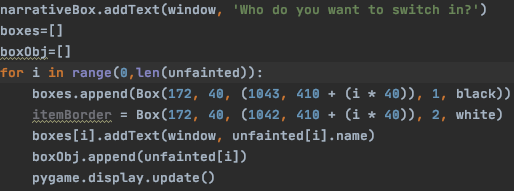 narrativeBox.addText(window, 'Who do you want to switch in?')
boxes=[]
boxObj=[]
for i in range(0,len(unfainted)):
    boxes.append(Box(172, 40, (1043, 410 + (i * 40)), 1, black))
    itemBorder = Box(172, 40, (1042, 410 + (i * 40)), 2, white)
    boxes[i].addText(window, unfainted[i].name)
    boxObj.append(unfainted[i])
    pygame.display.update()